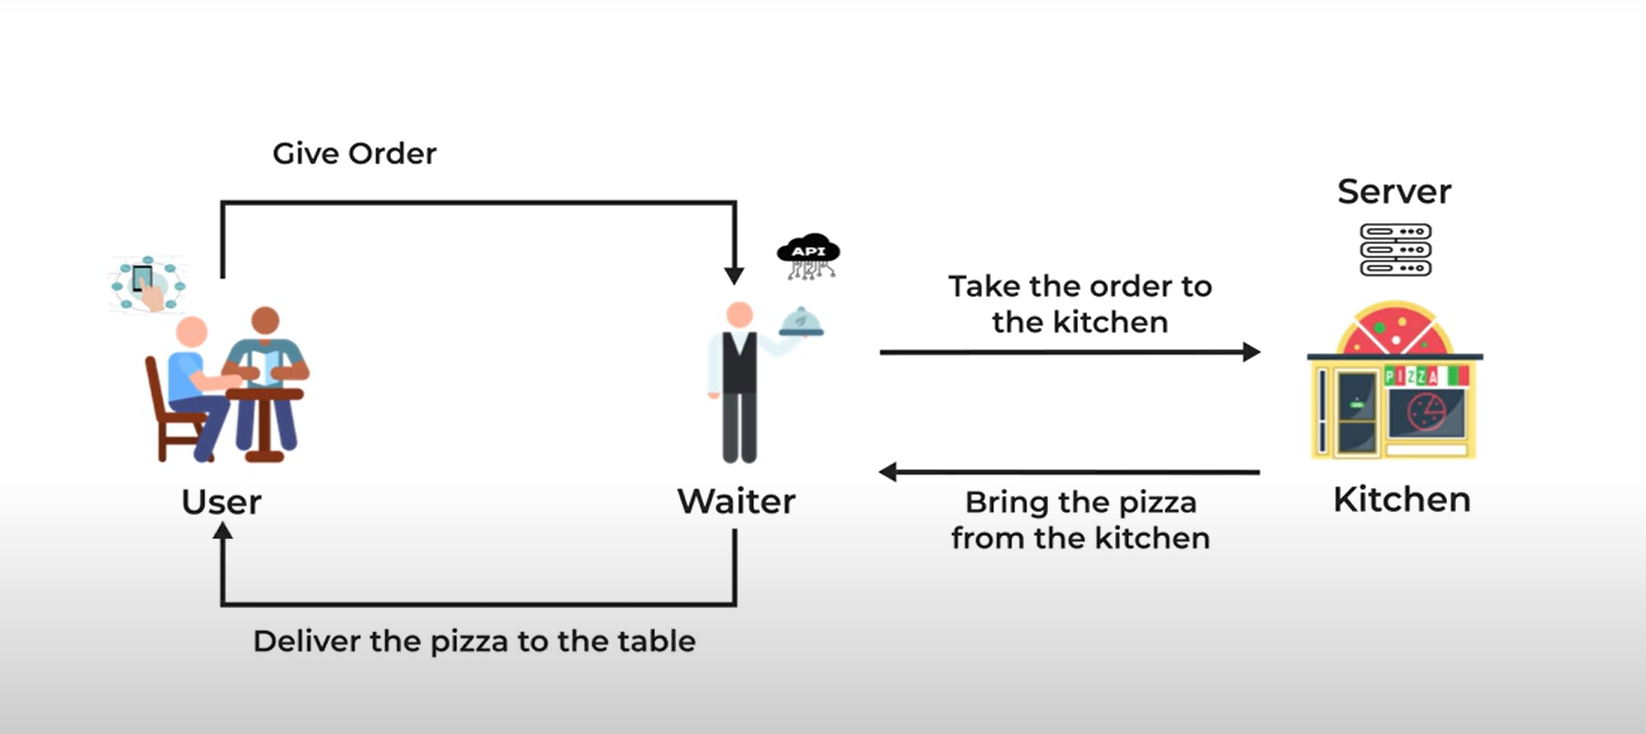 Give Order
Server
API
Take the order to
the kitchen
PIZZA
User
Waiter
Kitchen
Bring the pizza
from the kitchen
Deliver the pizza to the table